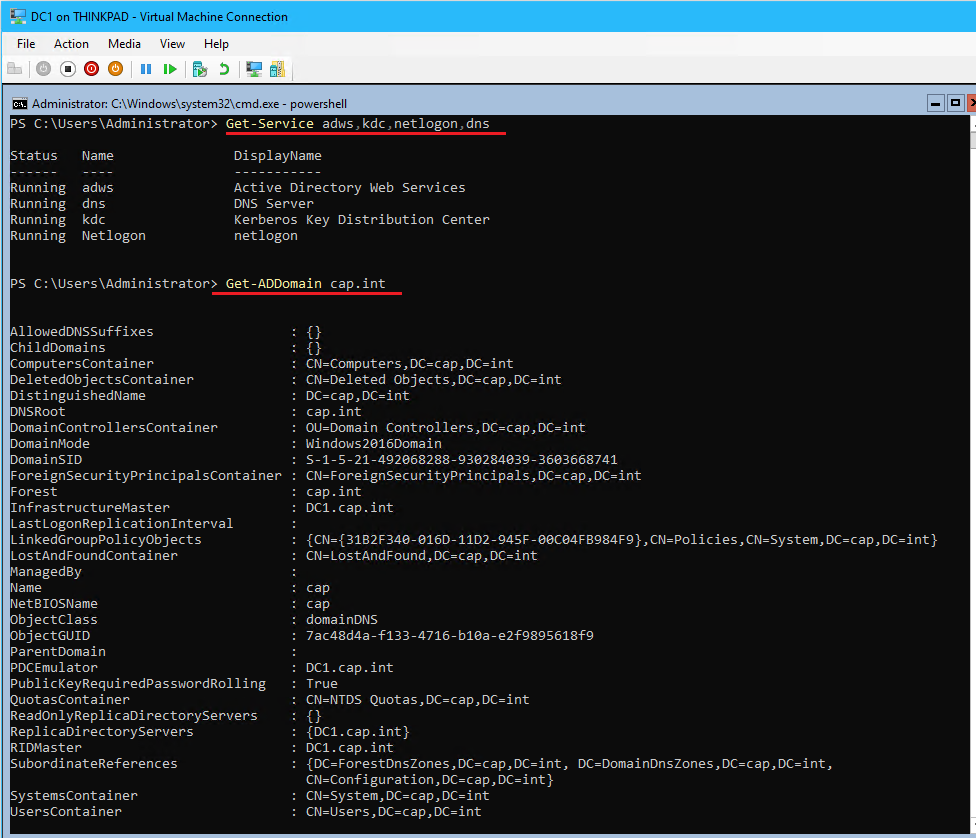 DC1 on THINKPAD - Virtual Machine Connection
File Action Media View Help
Administrator: C:\Windows\system32\cmd.exe - powershell
PS C:\Users\Administrator> Get-Service adws,kdc,netlogon,dns
Status Name DisplayName
------ ---- -----------
Running adws Active Directory Web Services
Running dns DNS Server
Running kdc Kerberos Key Distribution Center
Running Netlogon netlogon
PS C:\Users\Administrator> Get-ADDomain cap.int
AllowedDNSSuffixes : {}
ChildDomains : {}
ComputersContainer : CN=Computers,DC=cap,DC=int
DeletedObjectsContainer : CN=Deleted Objects,DC=cap,DC=int
DistinguishedName : DC=cap,DC=int
DNSRoot : cap.int
DomainControllersContainer : OU=Domain Controllers,DC=cap,DC=int
DomainMode : Windows2016Domain
DomainSID : S-1-5-21-492068288-930284039-3603668741
ForeignSecurityPrincipalsContainer : CN=ForeignSecurityPrincipals,DC=cap,DC=int
Forest : cap.int
InfrastructureMaster : DC1.cap.int
LastLogonReplicationInterval :
LinkedGroupPolicyObjects : {CN={31B2F340-016D-11D2-945F-00C04FB984F9},CN=Policies,CN=System,DC=cap,DC=int}
LostAndFoundContainer : CN=LostAndFound,DC=cap,DC=int
ManagedBy :
Name : cap
NetBIOSName : cap
ObjectClass : domainDNS
ObjectGUID : 7ac48d4a-f133-4716-b10a-e2f9895618f9
ParentDomain :
PDCEmulator : DC1.cap.int
PublicKeyRequiredPasswordRolling : True
QuotasContainer : CN=NTDS Quotas,DC=cap,DC=int
ReadOnlyReplicaDirectoryServers : {}
ReplicaDirectoryServers : {DC1.cap.int}
RIDMaster : DC1.cap.int
SubordinateReferences : {DC=ForestDnsZones,DC=cap,DC=int, DC=DomainDnsZones,DC=cap,DC=int,
CN=Configuration,DC=cap,DC=int}
SystemsContainer : CN=System,DC=cap,DC=int
UsersContainer : CN=Users,DC=cap,DC=int